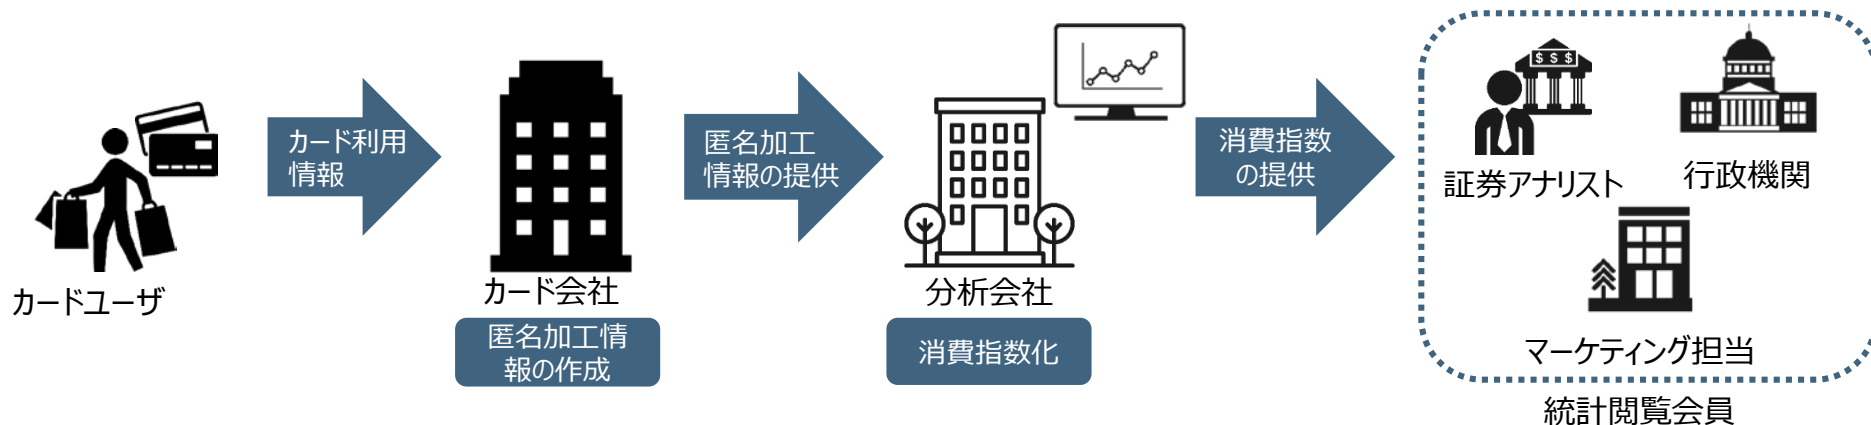 カードユーザ
カード利用
情報
カード会社
匿名加工情
報の作成
匿名加工
情報の提供
分析会社
消費指数化
消費指数
の提供
$ $ $
証券アナリスト
行政機関
マーケティング担当
統計閲覧会員